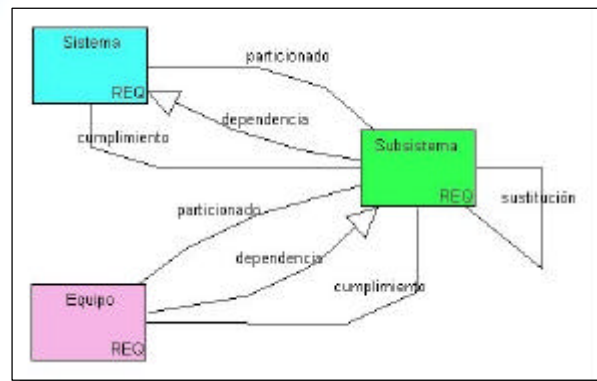 Sistema
REQ
particionado
dependencia
cumplimiento
Subsistema
REQ
sustitución
particionado
dependencia
cumplimiento
Equipo
REQ